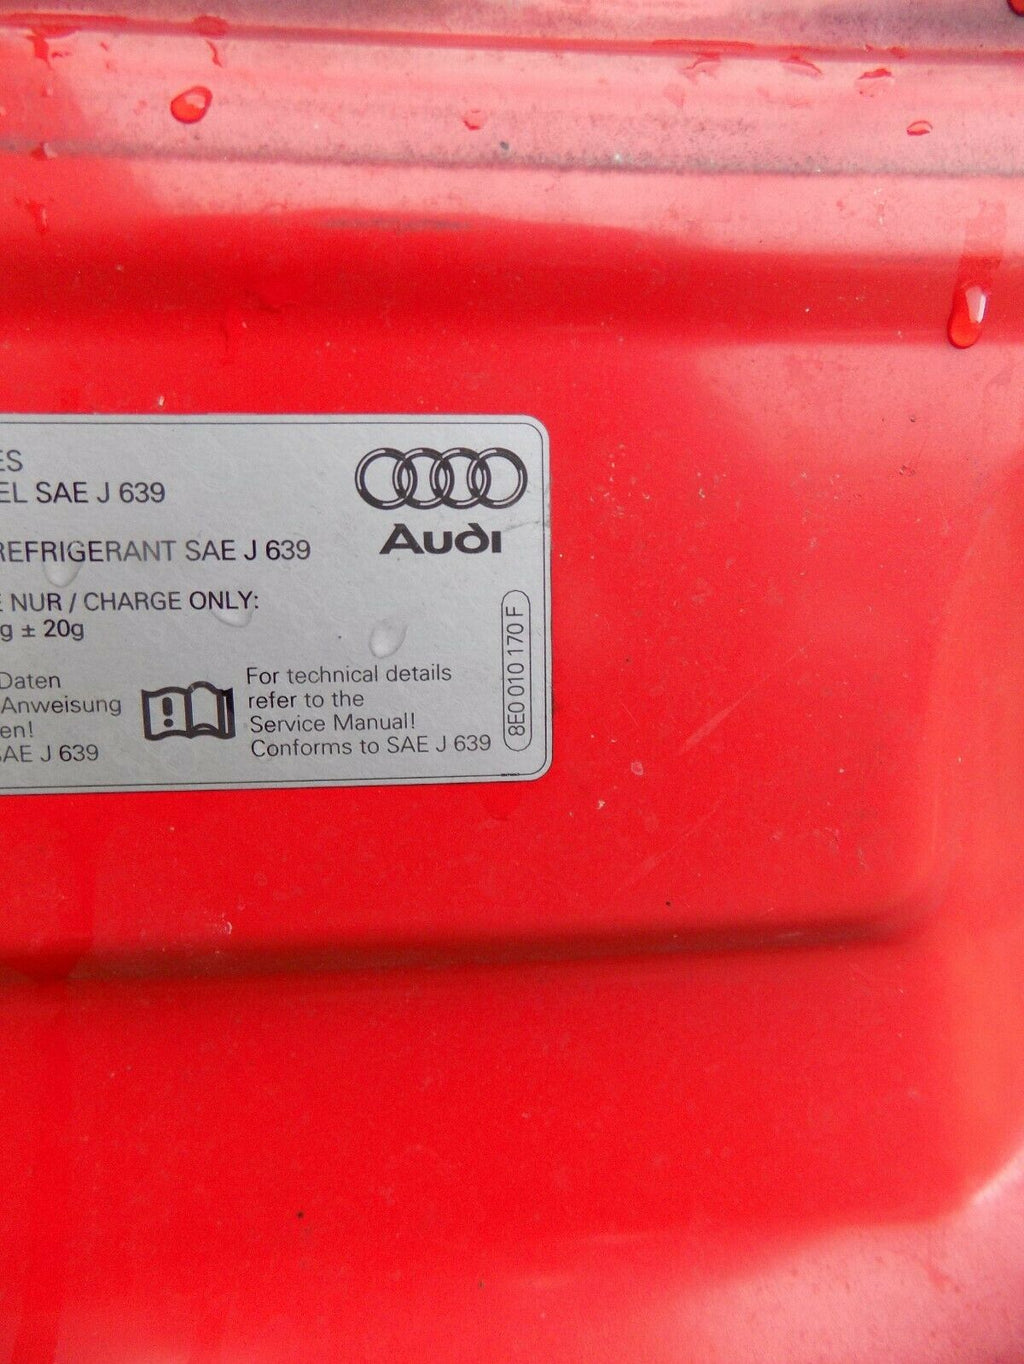 ES
EL SAE J 639
REFRIGERANT SAE J 639
E NUR / CHARGE ONLY:
g ± 20g
Daten
Anweisung
en!
SAE J 639
For technical details
refer to the
Service Manual!
Conforms to SAE J 639
Audi
8E0 010 170 F